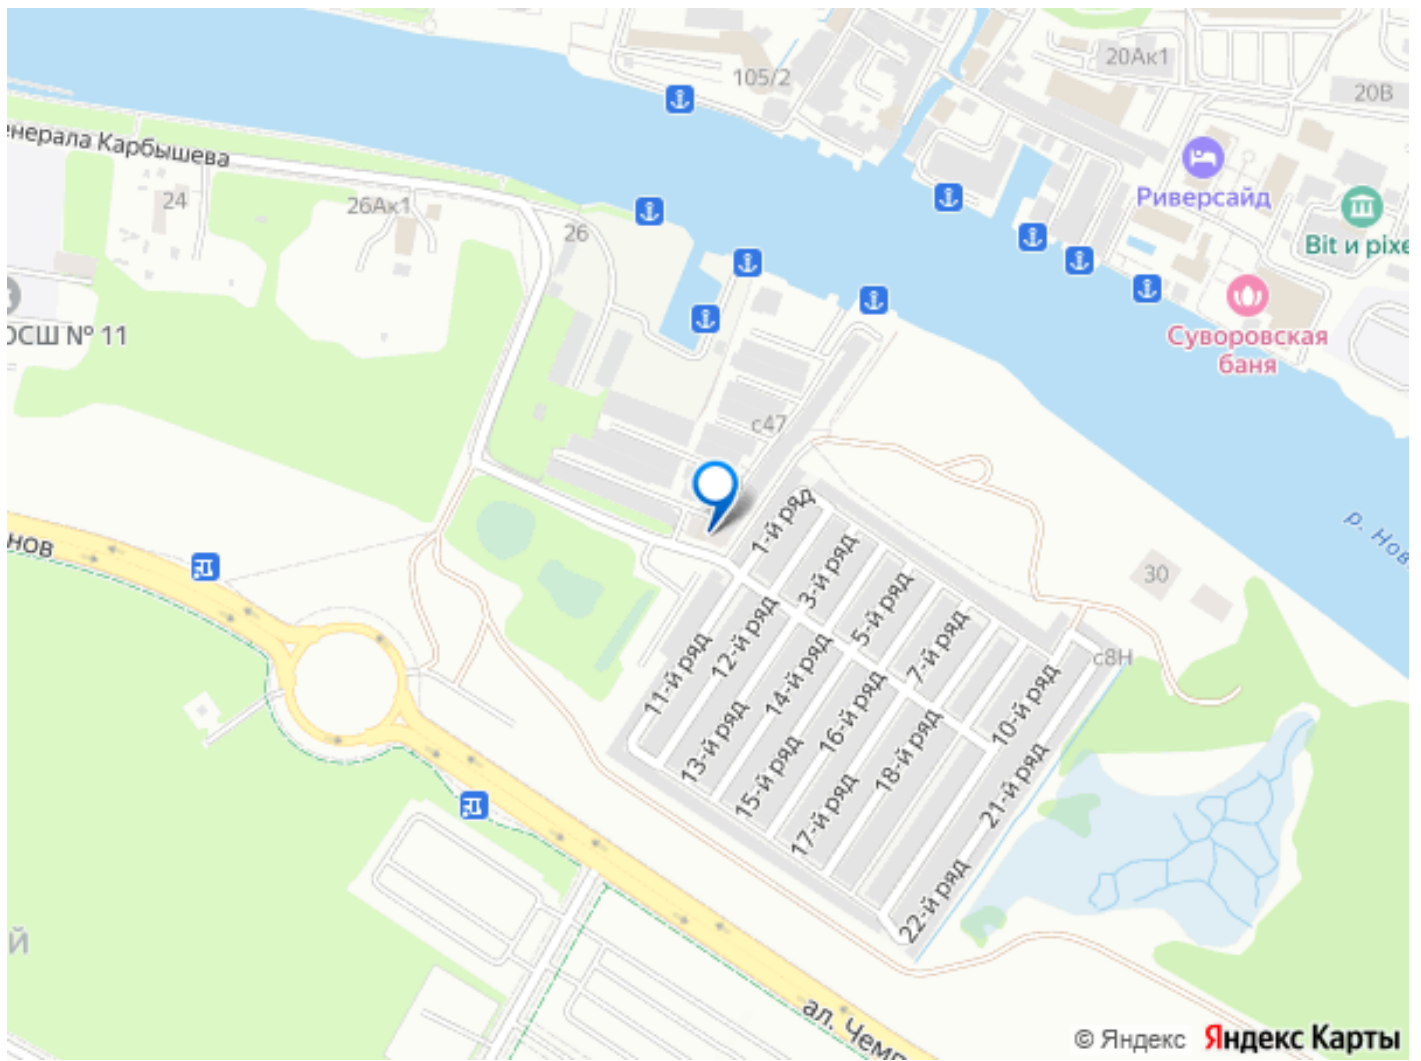 105/2
20Ак1
20В
енерала Карбышева
24
26Ак1
26
Риверсайд
Bit и pixe
ОСШ № 11
Суворовская
баня
с47
1-й ряд
3-й ряд
5-й ряд
7-й ряд
10-й ряд
11-й ряд
12-й ряд
13-й ряд
14-й ряд
15-й ряд
16-й ряд
17-й ряд
18-й ряд
21-й ряд
22-й ряд
р. Нов
30
с8Н
нов
й
ал. Чемп
© Яндекс Яндекс Карты